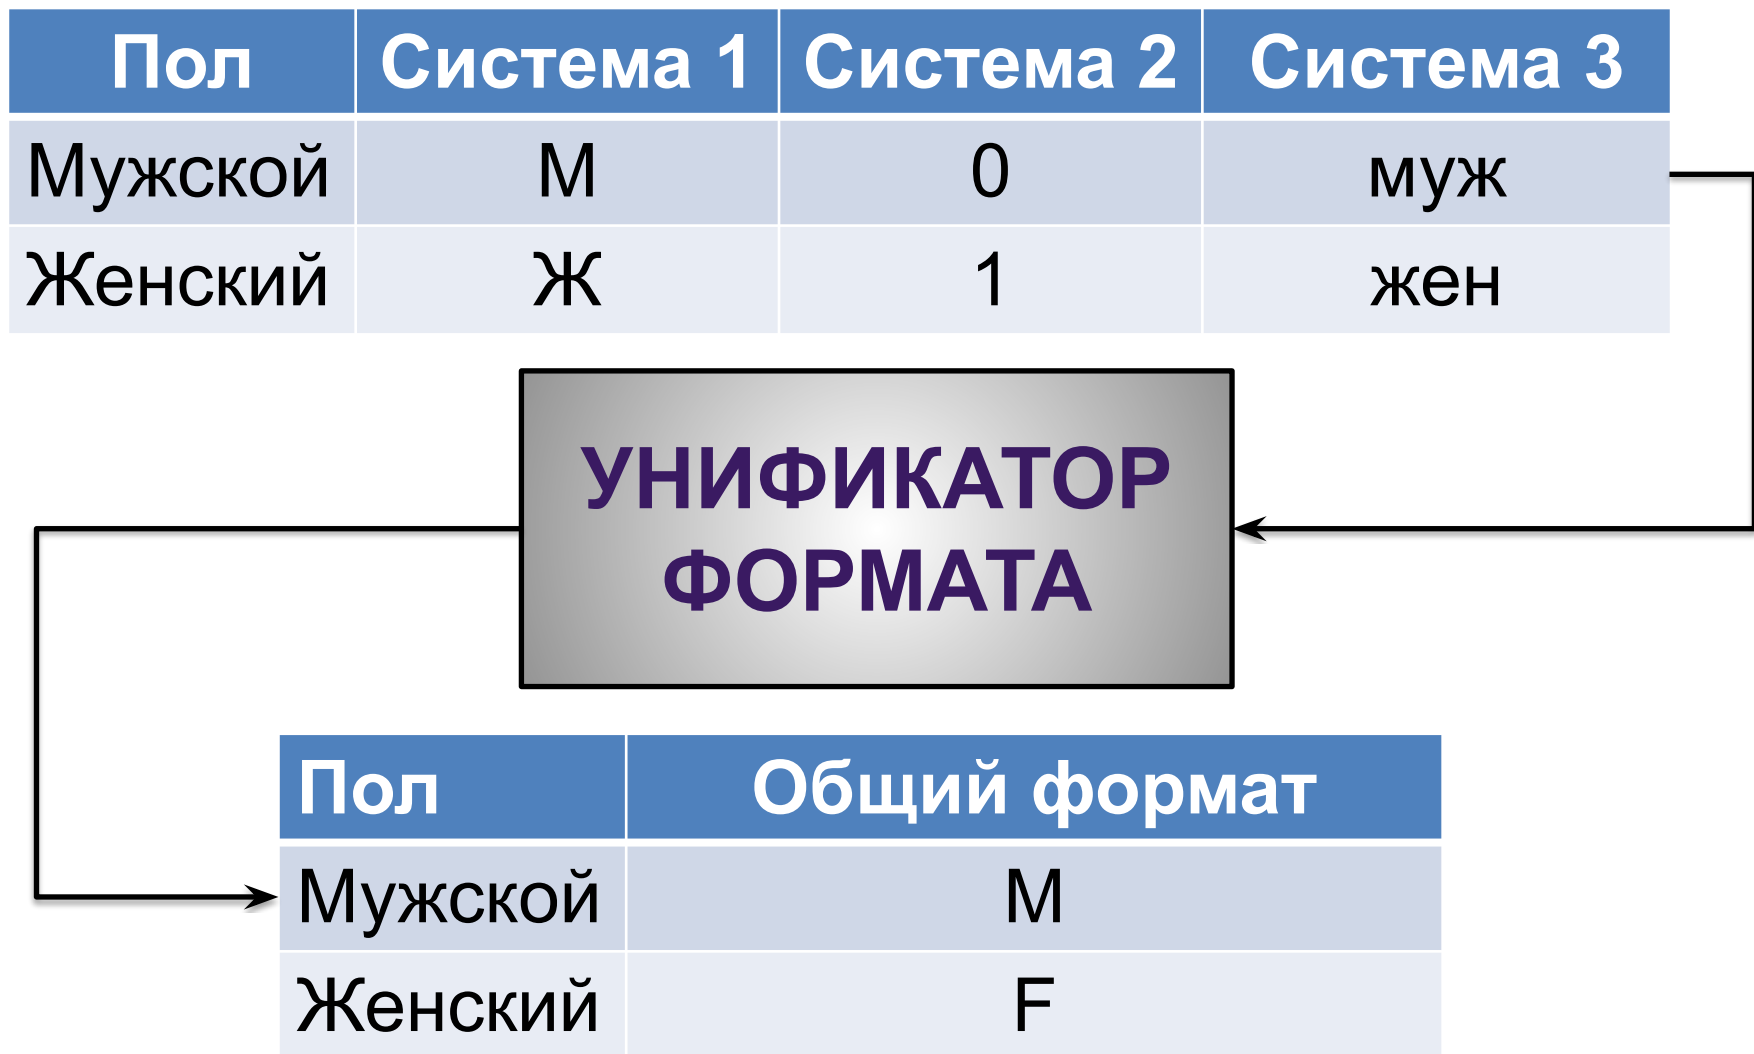 Пол Система 1 Система 2 Система 3
Мужской М 0 муж
Женский Ж 1 жен
УНИФИКАТОР
ФОРМАТА
Пол Общий формат
Мужской M
Женский F